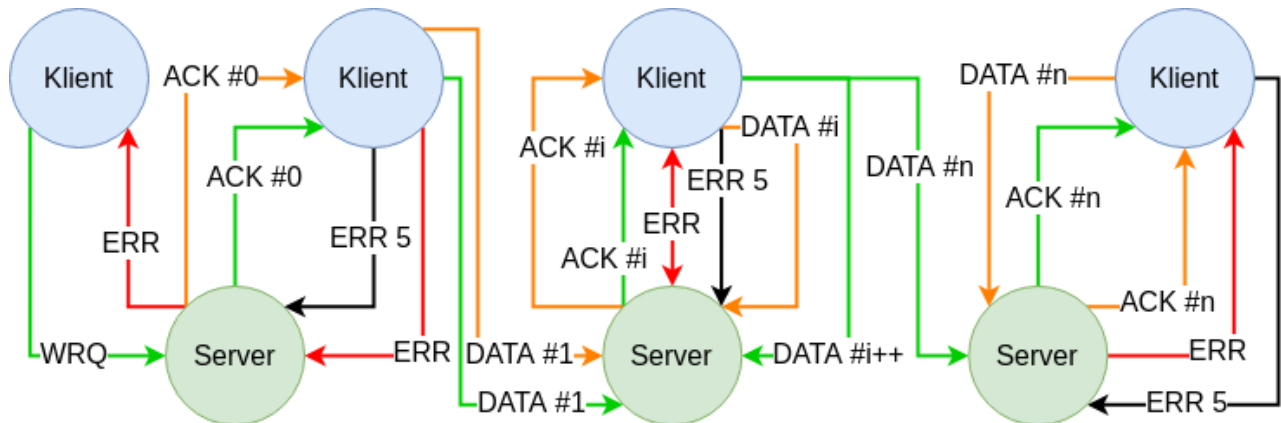 Klient
ACK #0
Klient
Klient
DATA #n
Klient
DATA #i
ACK #i
DATA #n
ACK #0
ERR 5
ACK #n
ERR
ERR
ERR 5
ACK #i
ACK #n
WRQ
Server
ERR
DATA #1
Server
DATA #i++
Server
ERR
DATA #1
ERR 5